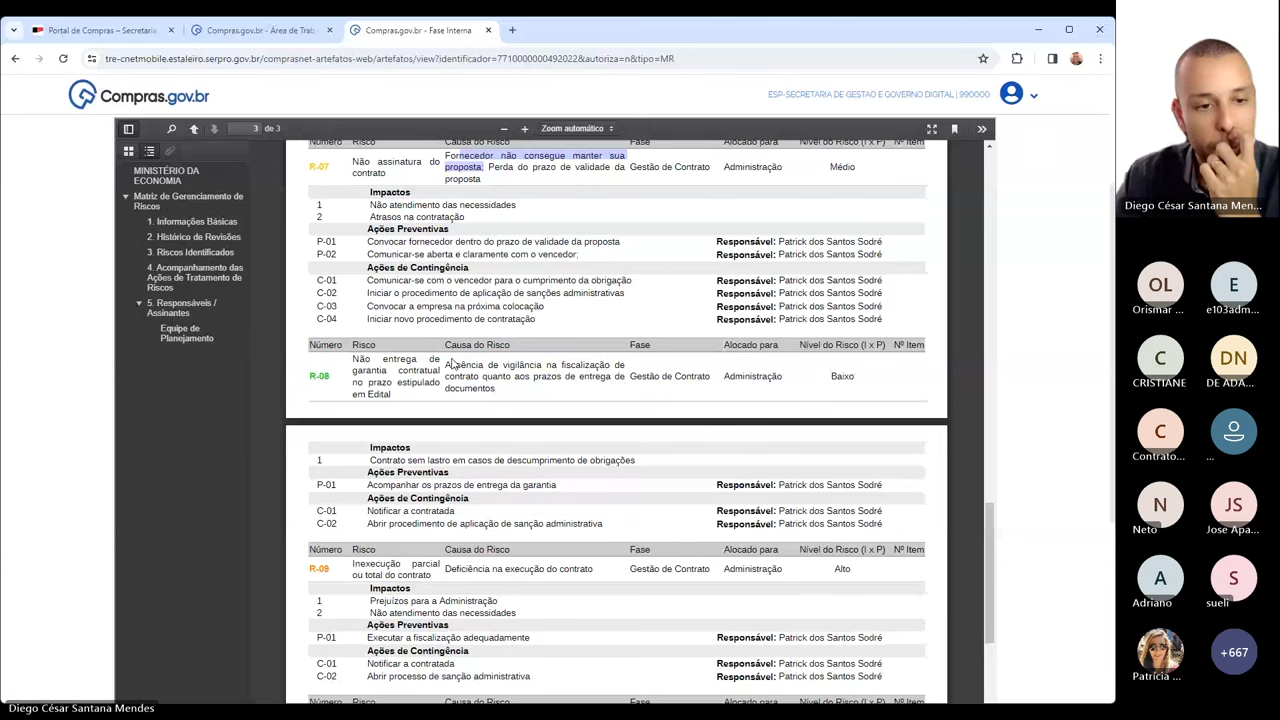 Portal de Compras – Secretaria
Compras.gov.br - Área de Trab
Compras.gov.br - Fase Interna
tre-cnetmobile.estaleiro.serpro.gov.br/comprasnet-artefatos-web/artefatos/view?identificador=7710000000492022&autoriza=n&tipo=MR
Compras.gov.br
ESP-SECRETARIA DE GESTAO E GOVERNO DIGITAL | 990000
3 de 3
Zoom automático
MINISTÉRIO DA
ECONOMIA
Matriz de Gerenciamento de
Riscos
1. Informações Básicas
2. Histórico de Revisões
3. Riscos Identificados
4. Acompanhamento das
Ações de Tratamento de
Riscos
5. Responsáveis /
Assinantes
Equipe de
Planejamento
Número Risco Causa do Risco Fase Alocado para Nível do Risco (I x P) Nº Item
R-07 Não assinatura do contrato Fornecedor não consegue manter sua proposta; Perda do prazo de validade da proposta Gestão de Contrato Administração Médio
Impactos
1 Não atendimento das necessidades
2 Atrasos na contratação
Ações Preventivas
P-01 Convocar fornecedor dentro do prazo de validade da proposta Responsável: Patrick dos Santos Sodré
P-02 Comunicar-se aberta e claramente com o vencedor; Responsável: Patrick dos Santos Sodré
Ações de Contingência
C-01 Comunicar-se com o vencedor para o cumprimento da obrigação Responsável: Patrick dos Santos Sodré
C-02 Iniciar o procedimento de aplicação de sanções administrativas Responsável: Patrick dos Santos Sodré
C-03 Convocar a empresa na próxima colocação Responsável: Patrick dos Santos Sodré
C-04 Iniciar novo procedimento de contratação Responsável: Patrick dos Santos Sodré
Número Risco Causa do Risco Fase Alocado para Nível do Risco (I x P) Nº Item
R-08 Não entrega de garantia contratual no prazo estipulado em Edital Ausência de vigilância na fiscalização de contrato quanto aos prazos de entrega de documentos Gestão de Contrato Administração Baixo
Impactos
1 Contrato sem lastro em casos de descumprimento de obrigações
Ações Preventivas
P-01 Acompanhar os prazos de entrega da garantia Responsável: Patrick dos Santos Sodré
Ações de Contingência
C-01 Notificar a contratada Responsável: Patrick dos Santos Sodré
C-02 Abrir procedimento de aplicação de sanção administrativa Responsável: Patrick dos Santos Sodré
Número Risco Causa do Risco Fase Alocado para Nível do Risco (I x P) Nº Item
R-09 Inexecução parcial ou total do contrato Deficiência na execução do contrato Gestão de Contrato Administração Alto
Impactos
1 Prejuízos para a Administração
2 Não atendimento das necessidades
Ações Preventivas
P-01 Executar a fiscalização adequadamente Responsável: Patrick dos Santos Sodré
Ações de Contingência
C-01 Notificar a contratada Responsável: Patrick dos Santos Sodré
C-02 Abrir processo de sanção administrativa Responsável: Patrick dos Santos Sodré
Número Risco Causa do Risco Fase Alocado para Nível do Risco (I x P) Nº Item
Diego César Santana Mendes
Diego César Santana Men...
OL
E
Orismar ...
e103adm...
C
DN
CRISTIANE
DE ADA...
C
Contrato...
...
N
JS
Neto
Jose Apa...
A
S
Adriano
sueli
+667
Patrícia ...